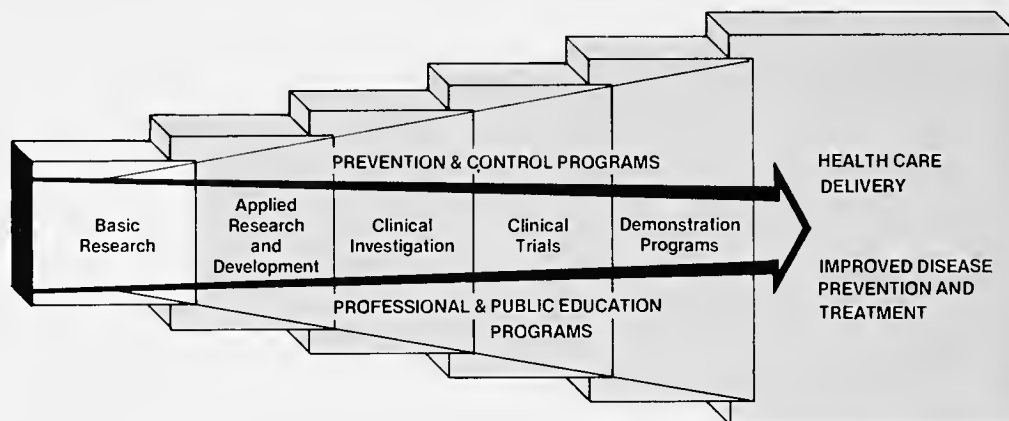 PREVENTION & CONTROL PROGRAMS
Basic
Research
Applied
Research
and
Development
Clinical
Investigation
Clinical
Trials
Demonstration
Programs
PROFESSIONAL & PUBLIC EDUCATION
PROGRAMS
HEALTH CARE
DELIVERY
IMPROVED DISEASE
PREVENTION AND
TREATMENT